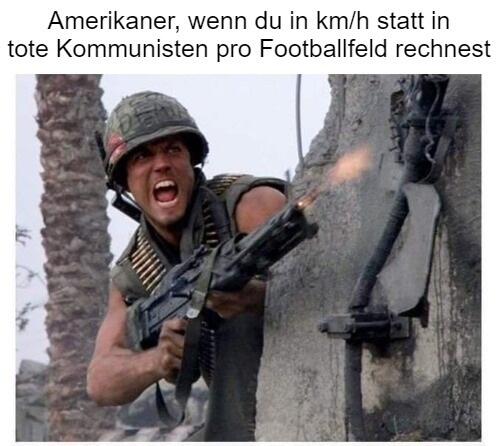 Amerikaner, wenn du in km/h statt in
tote Kommunisten pro Footballfeld rechnest